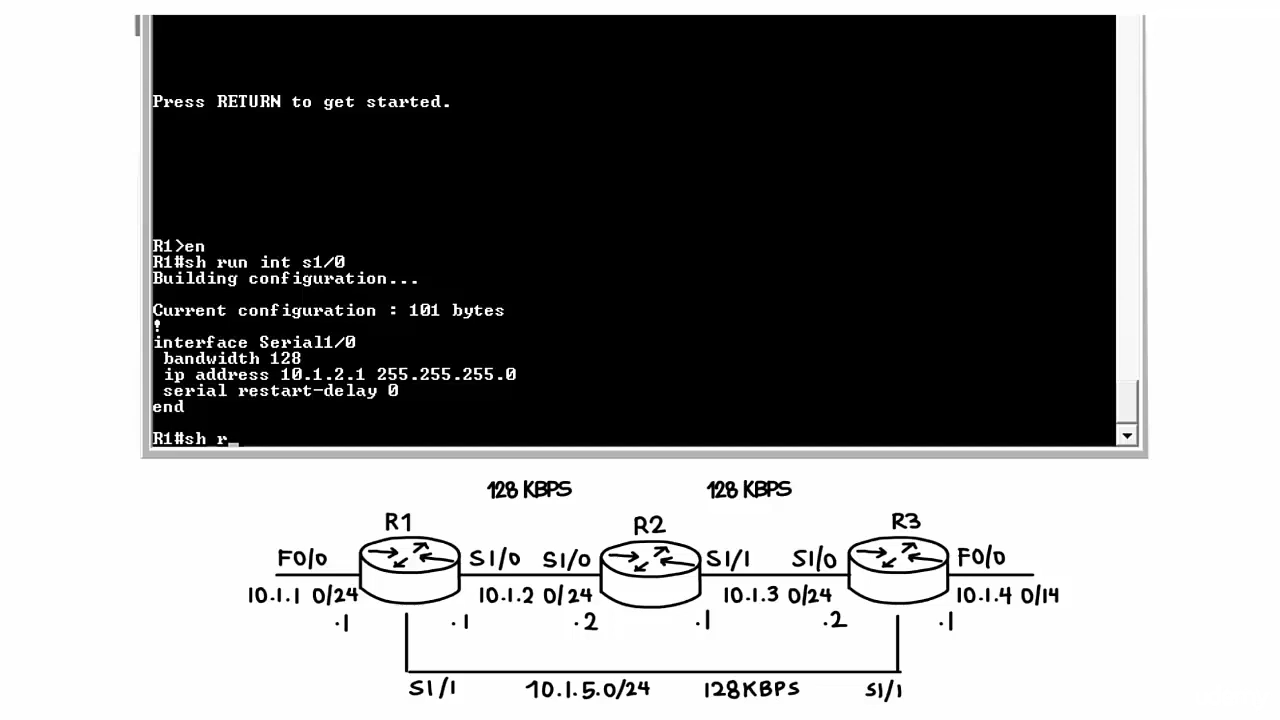 Press RETURN to get started.
R1>en
R1#sh run int s1/0
Building configuration...
Current configuration : 101 bytes
!
interface Serial1/0
bandwidth 128
ip address 10.1.2.1 255.255.255.0
serial restart-delay 0
end
R1#sh r_
128 KBPS 128 KBPS
R1 R2 R3
F0/0 S1/0 S1/0 S1/1 S1/0 F0/0
10.1.1 0/24 10.1.2 0/24 10.1.3 0/24 10.1.4 0/14
.1 .1 .2 .1 .2 .1
S1/1 10.1.5.0/24 128KBPS S1/1